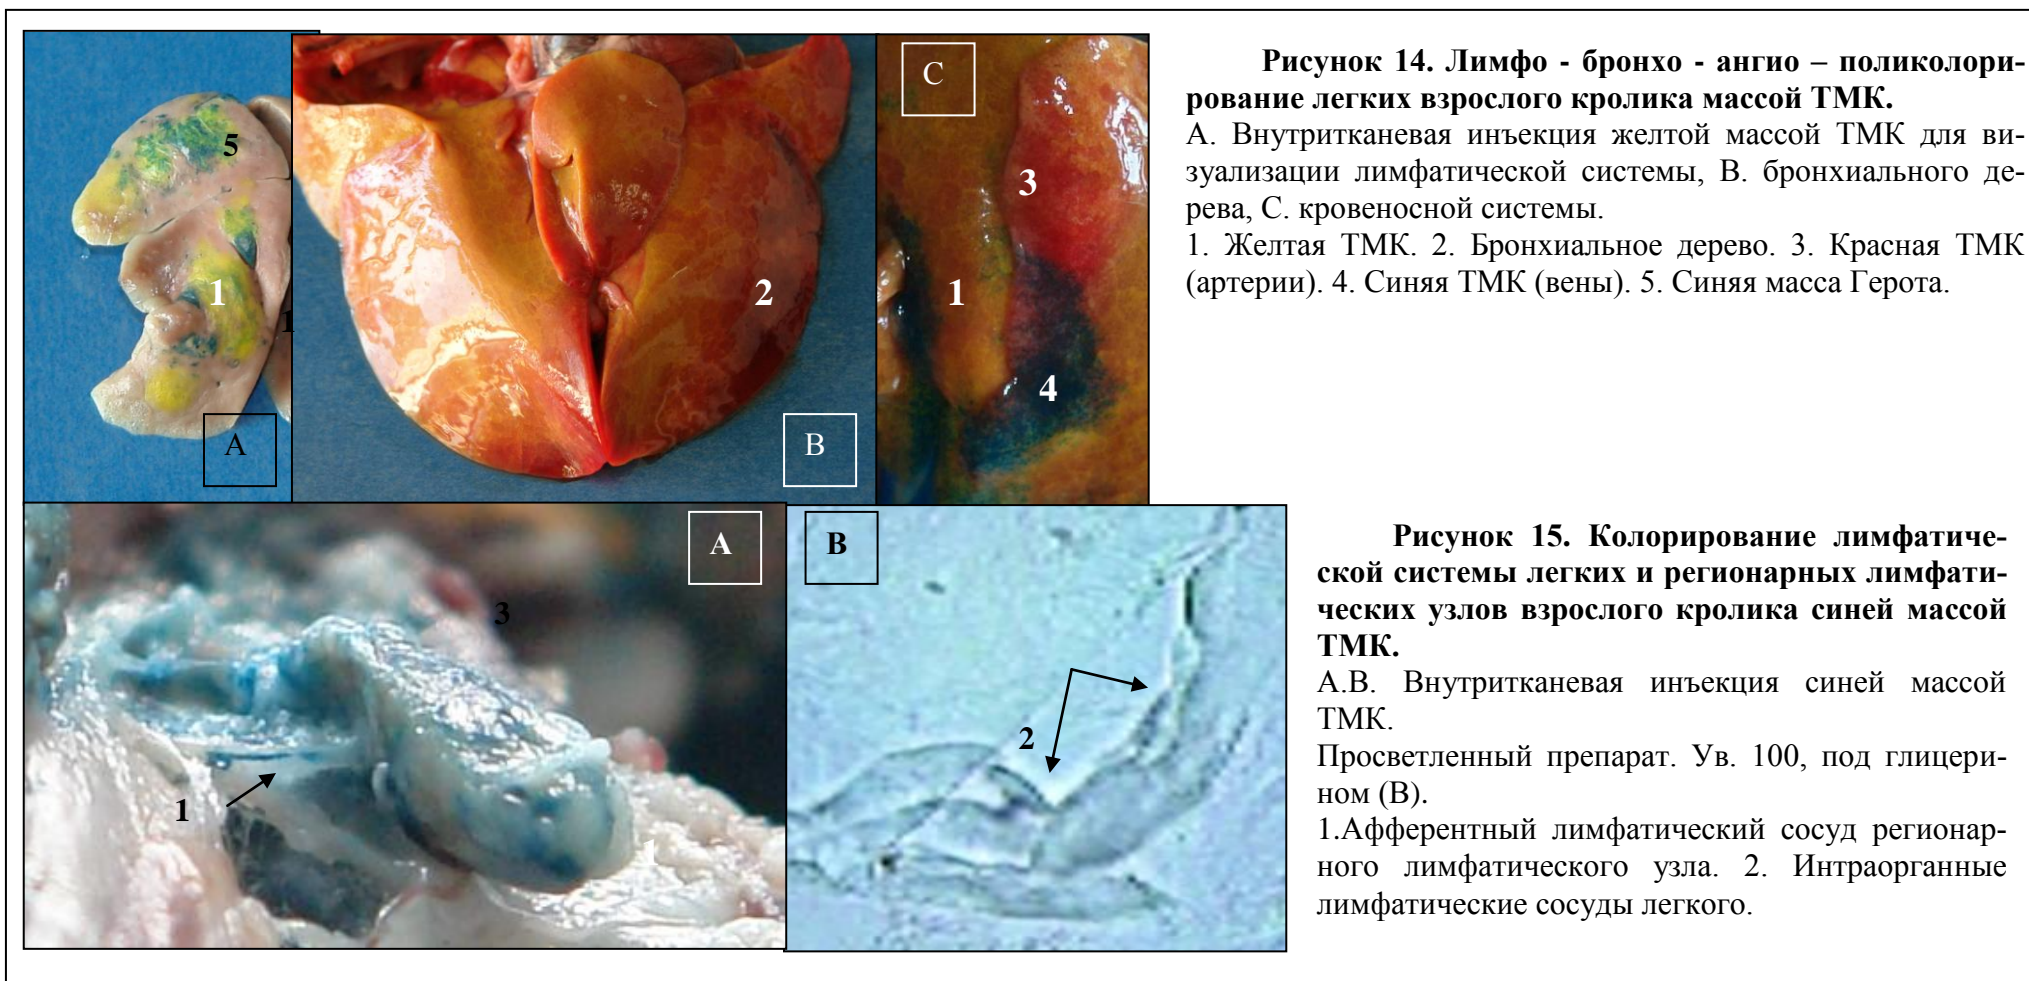 A
1
5
1
B
2
C
3
1
4
Рисунок 14. Лимфо - бронхо - ангио – поликолори-
рование легких взрослого кролика массой ТМК.
А. Внутритканевая инъекция желтой массой ТМК для ви-
зуализации лимфатической системы, В. бронхиального де-
рева, С. кровеносной системы.
1. Желтая ТМК. 2. Бронхиальное дерево. 3. Красная ТМК
(артерии). 4. Синяя ТМК (вены). 5. Синяя масса Герота.
A
3
1
1
B
2
Рисунок 15. Колорирование лимфатиче-
ской системы легких и регионарных лимфати-
ческих узлов взрослого кролика синей массой
ТМК.
А.В. Внутритканевая инъекция синей массой
ТМК.
Просветленный препарат. Ув. 100, под глицери-
ном (В).
1.Афферентный лимфатический сосуд регионар-
ного лимфатического узла. 2. Интраорганные
лимфатические сосуды легкого.